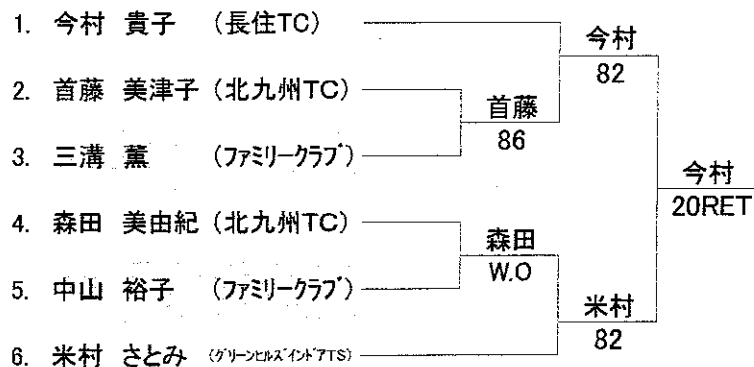 1. 今村 貴子 (長住TC)
今村
82
2. 首藤 美津子 (北九州TC)
首藤
86
3. 三溝 薫 (ファミリークラブ)
今村
20RET
4. 森田 美由紀 (北九州TC)
森田
W.O
5. 中山 裕子 (ファミリークラブ)
米村
82
6. 米村 さとみ (グリーンヒルズインドアTS)